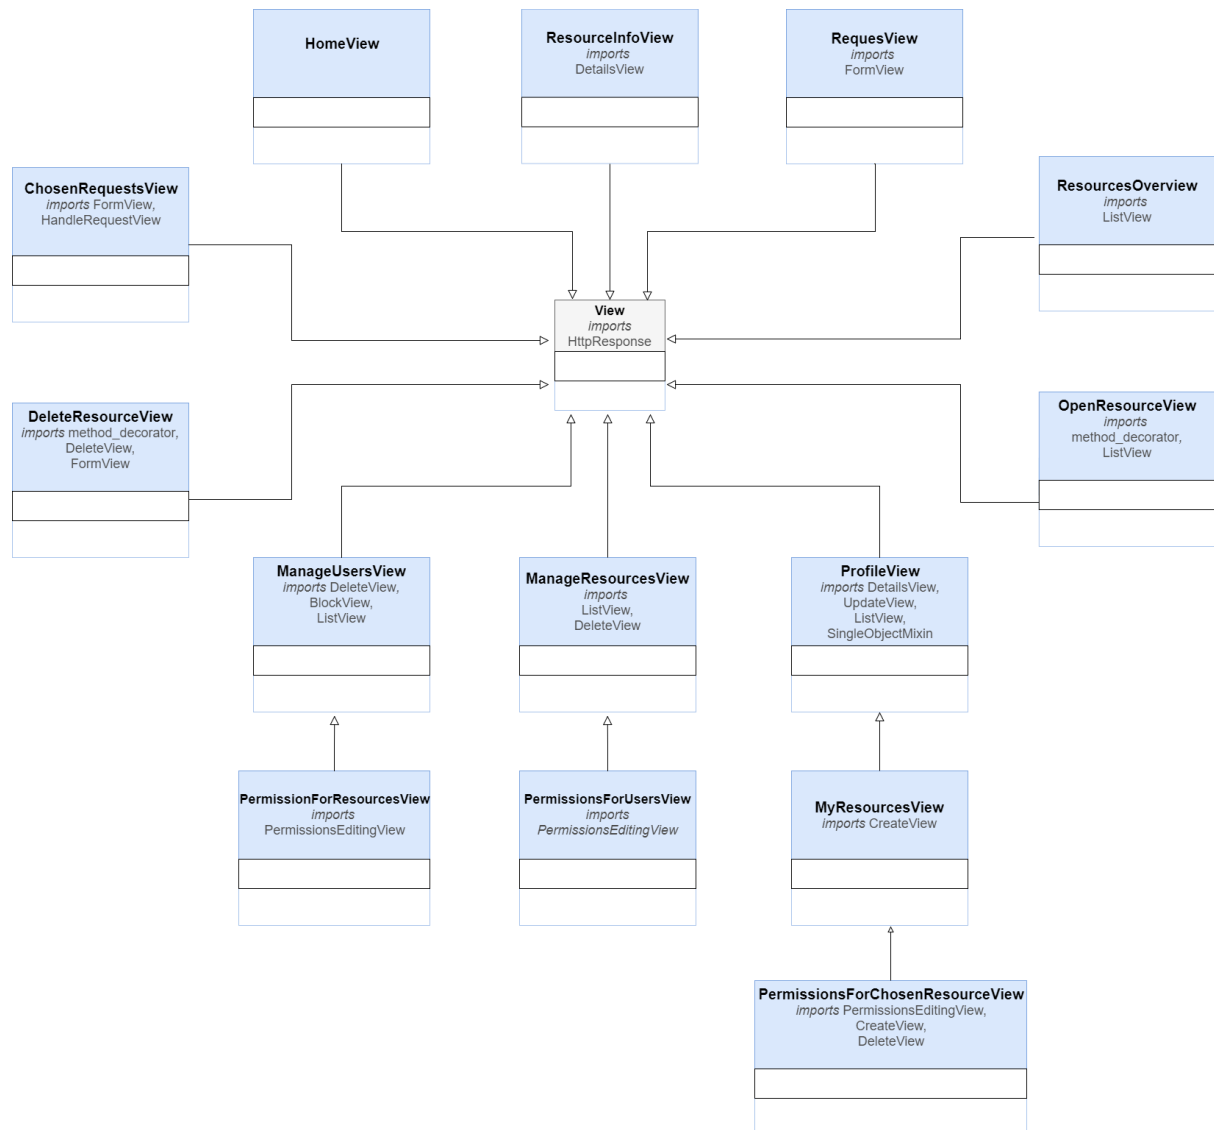 HomeView
ResourceInfoView
imports
DetailsView
RequesView
imports
FormView
ChosenRequestsView
imports FormView,
HandleRequestView
ResourcesOverview
imports
ListView
View
imports
HttpResponse
DeleteResourceView
imports method_decorator,
DeleteView,
FormView
OpenResourceView
imports
method_decorator,
ListView
ManageUsersView
imports DeleteView,
BlockView,
ListView
ManageResourcesView
imports
ListView,
DeleteView
ProfileView
imports DetailsView,
UpdateView,
ListView,
SingleObjectMixin
PermissionForResourcesView
imports
PermissionsEditingView
PermissionsForUsersView
imports
PermissionsEditingView
MyResourcesView
imports CreateView
PermissionsForChosenResourceView
imports PermissionsEditingView,
CreateView,
DeleteView